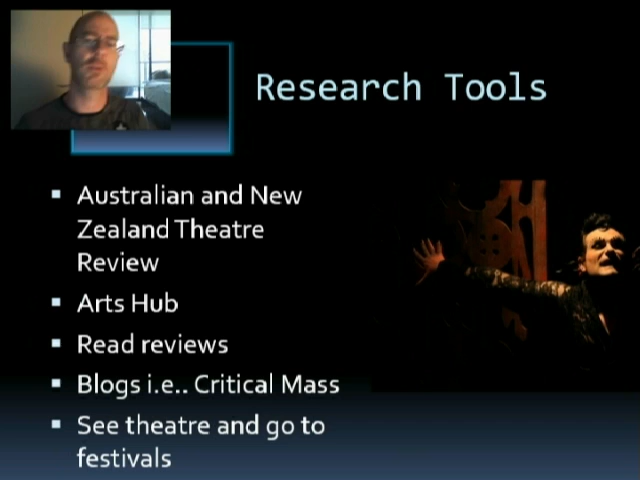 Research Tools
Australian and New
Zealand Theatre
Review
Arts Hub
Read reviews
Blogs i.e.. Critical Mass
See theatre and go to
festivals